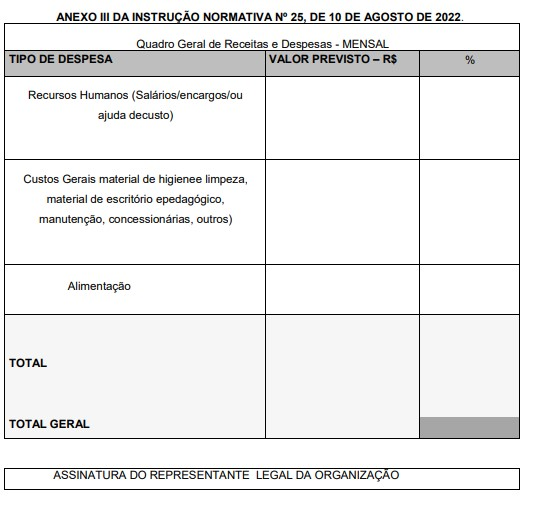 ANEXO III DA INSTRUÇÃO NORMATIVA Nº 25, DE 10 DE AGOSTO DE 2022.
Quadro Geral de Receitas e Despesas - MENSAL
TIPO DE DESPESA VALOR PREVISTO – R$ %
Recursos Humanos (Salários/encargos/ou
ajuda decusto)
Custos Gerais material de higienee limpeza,
material de escritório epedagógico,
manutenção, concessionárias, outros)
Alimentação
TOTAL
TOTAL GERAL
ASSINATURA DO REPRESENTANTE LEGAL DA ORGANIZAÇÃO